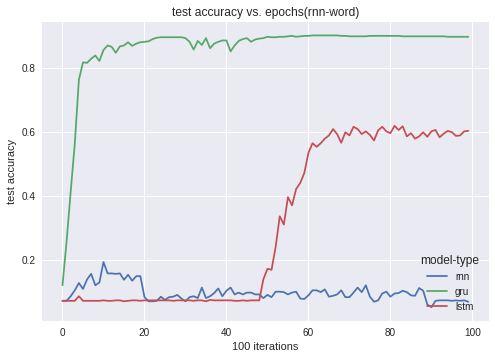 test accuracy vs. epochs(rnn-word)
test accuracy
0.8
0.6
0.4
0.2
0
20
40
60
80
100
100 iterations
model-type
rnn
gru
lstm